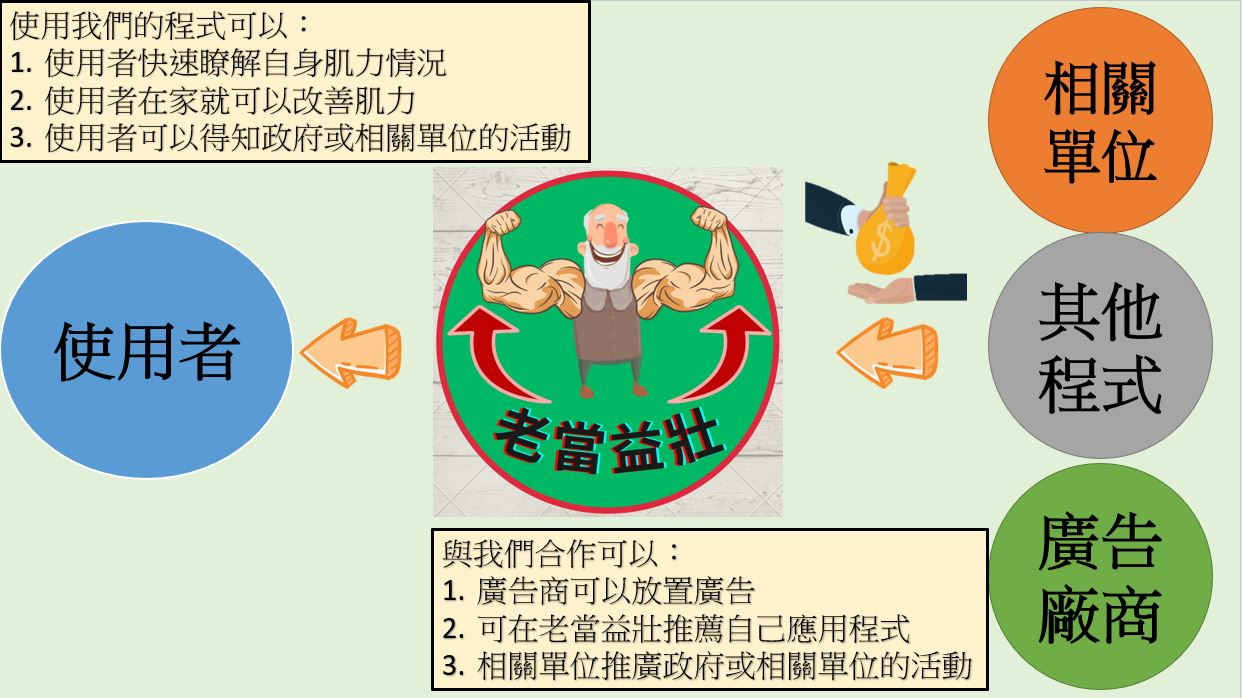 使用我們的程式可以：
1. 使用者快速瞭解自身肌力情況
2. 使用者在家就可以改善肌力
3. 使用者可以得知政府或相關單位的活動
相關
單位
$
使用者
老當益壯
其他
程式
與我們合作可以：
1. 廣告商可以放置廣告
2. 可在老當益壯推薦自己應用程式
3. 相關單位推廣政府或相關單位的活動
廣告
廠商